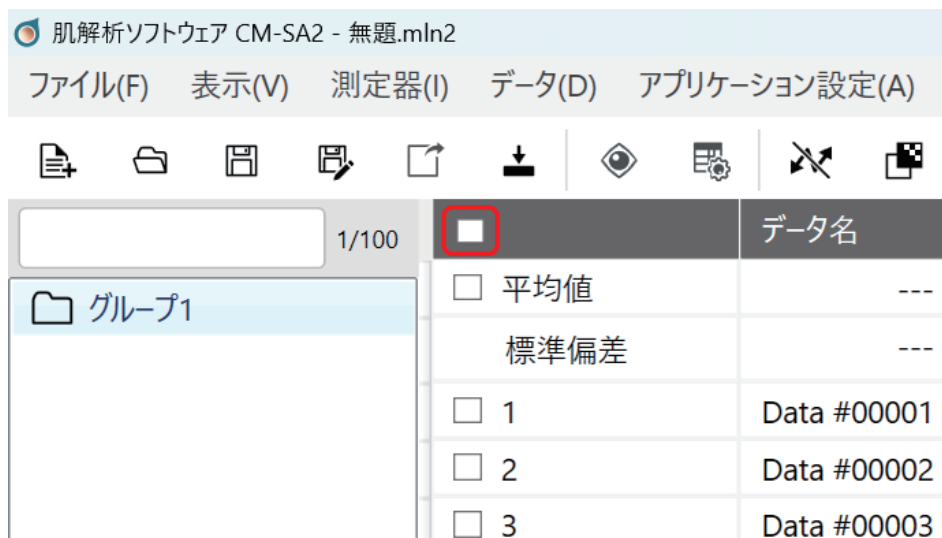 肌解析ソフトウェア CM-SA2 - 無題.mln2
ファイル(F) 表示(V) 測定器(I) データ(D) アプリケーション設定(A)
1/100
データ名
グループ1
平均値 ---
標準偏差 ---
1 Data #00001
2 Data #00002
3 Data #00003